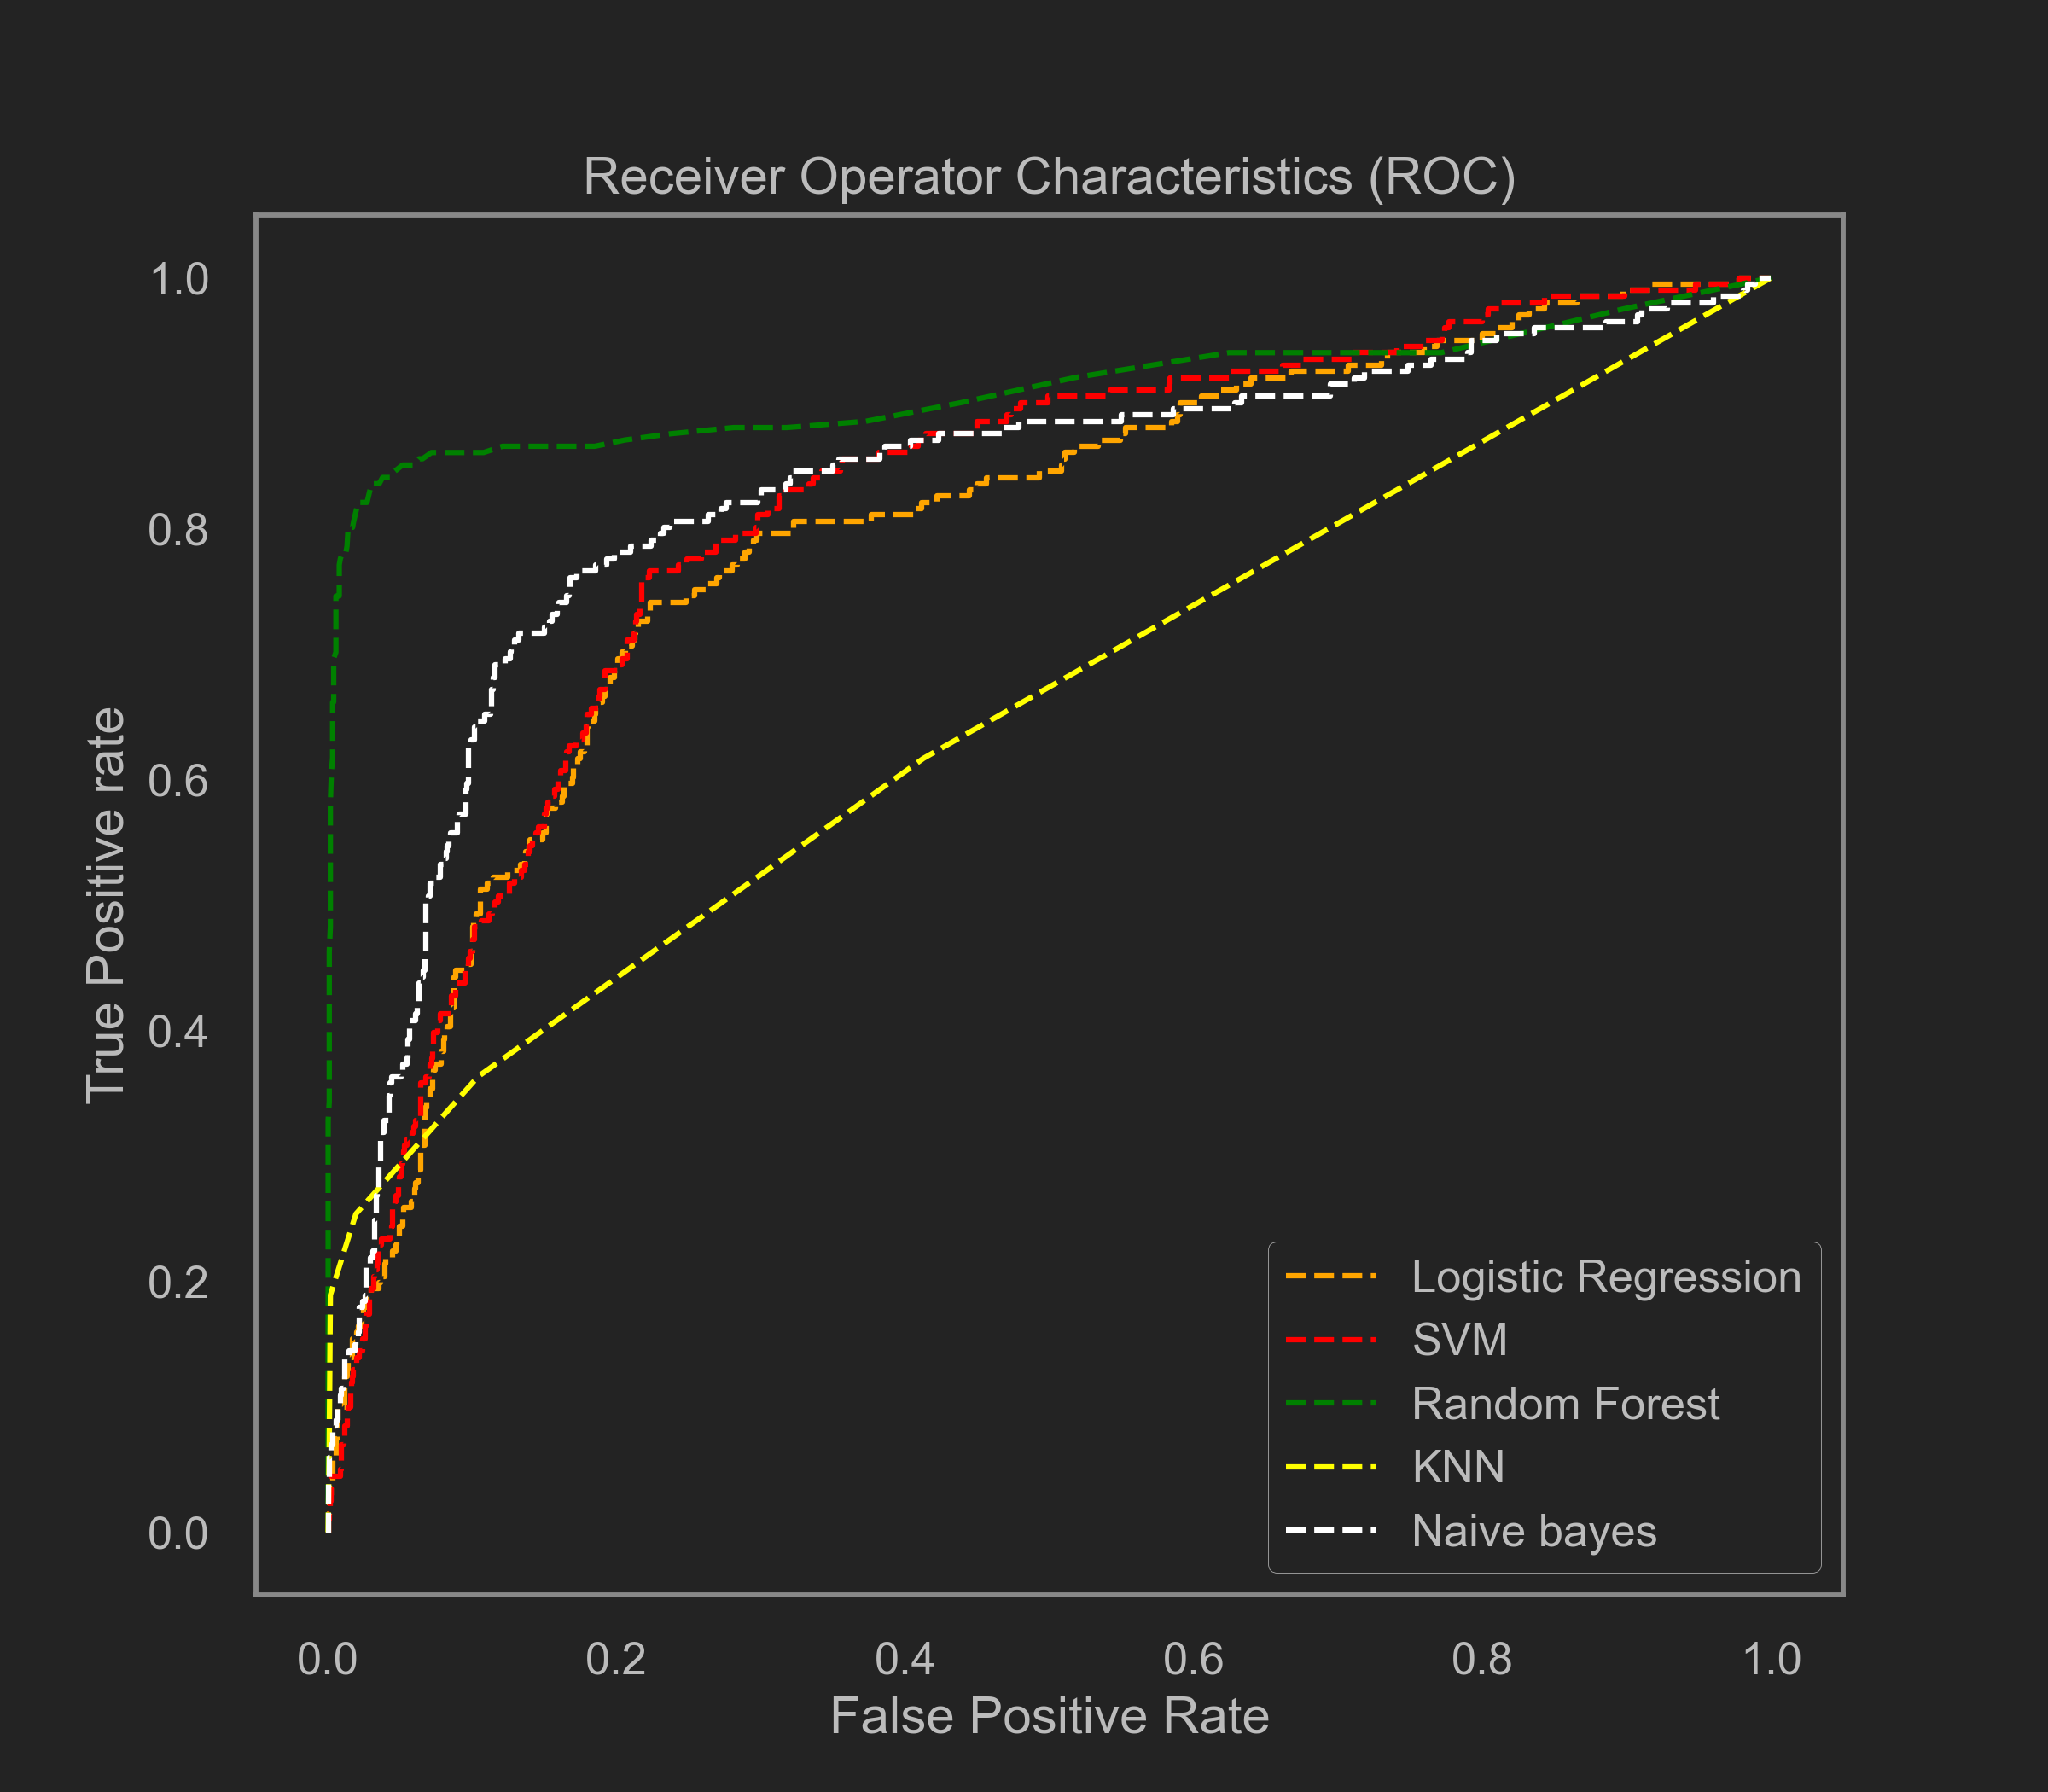 Receiver Operator Characteristics (ROC)
1.0
0.8
0.6
0.4
0.2
0.0
True Positive rate
0.0 0.2 0.4 0.6 0.8 1.0
False Positive Rate
Logistic Regression
SVM
Random Forest
KNN
Naive bayes